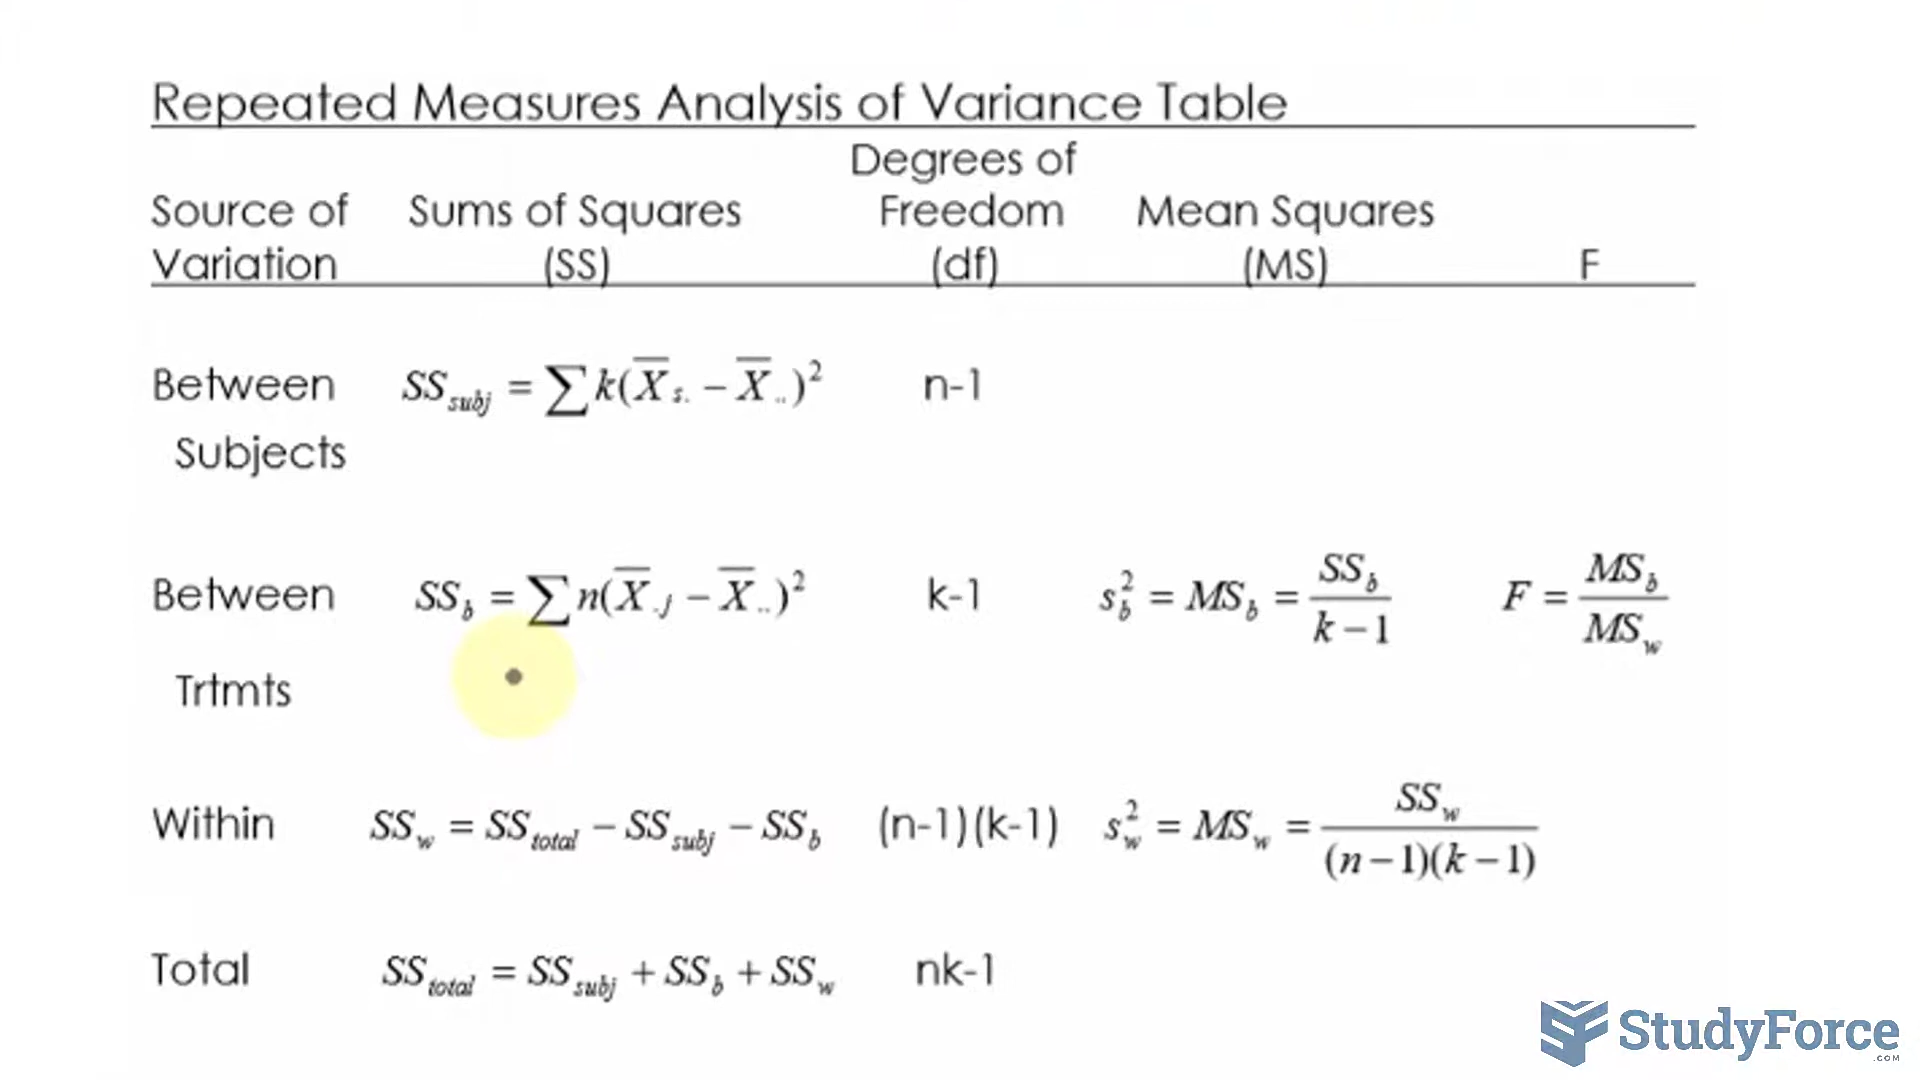 Repeated Measures Analysis of Variance Table
Degrees of
Source of Sums of Squares Freedom Mean Squares
Variation (SS) (df) (MS) F
Between SS_subj = ∑ k(X̅_s. − X̅_..)² n-1
Subjects
Between SS_b = ∑ n(X̅_.J − X̅_..)² k-1 s_b² = MS_b = SS_b / (k − 1) F = MS_b / MS_w
Trtmts
Within SS_w = SS_total − SS_subj − SS_b (n-1)(k-1) s_w² = MS_w = SS_w / (n − 1)(k − 1)
Total SS_total = SS_subj + SS_b + SS_w nk-1
StudyForce
.COM